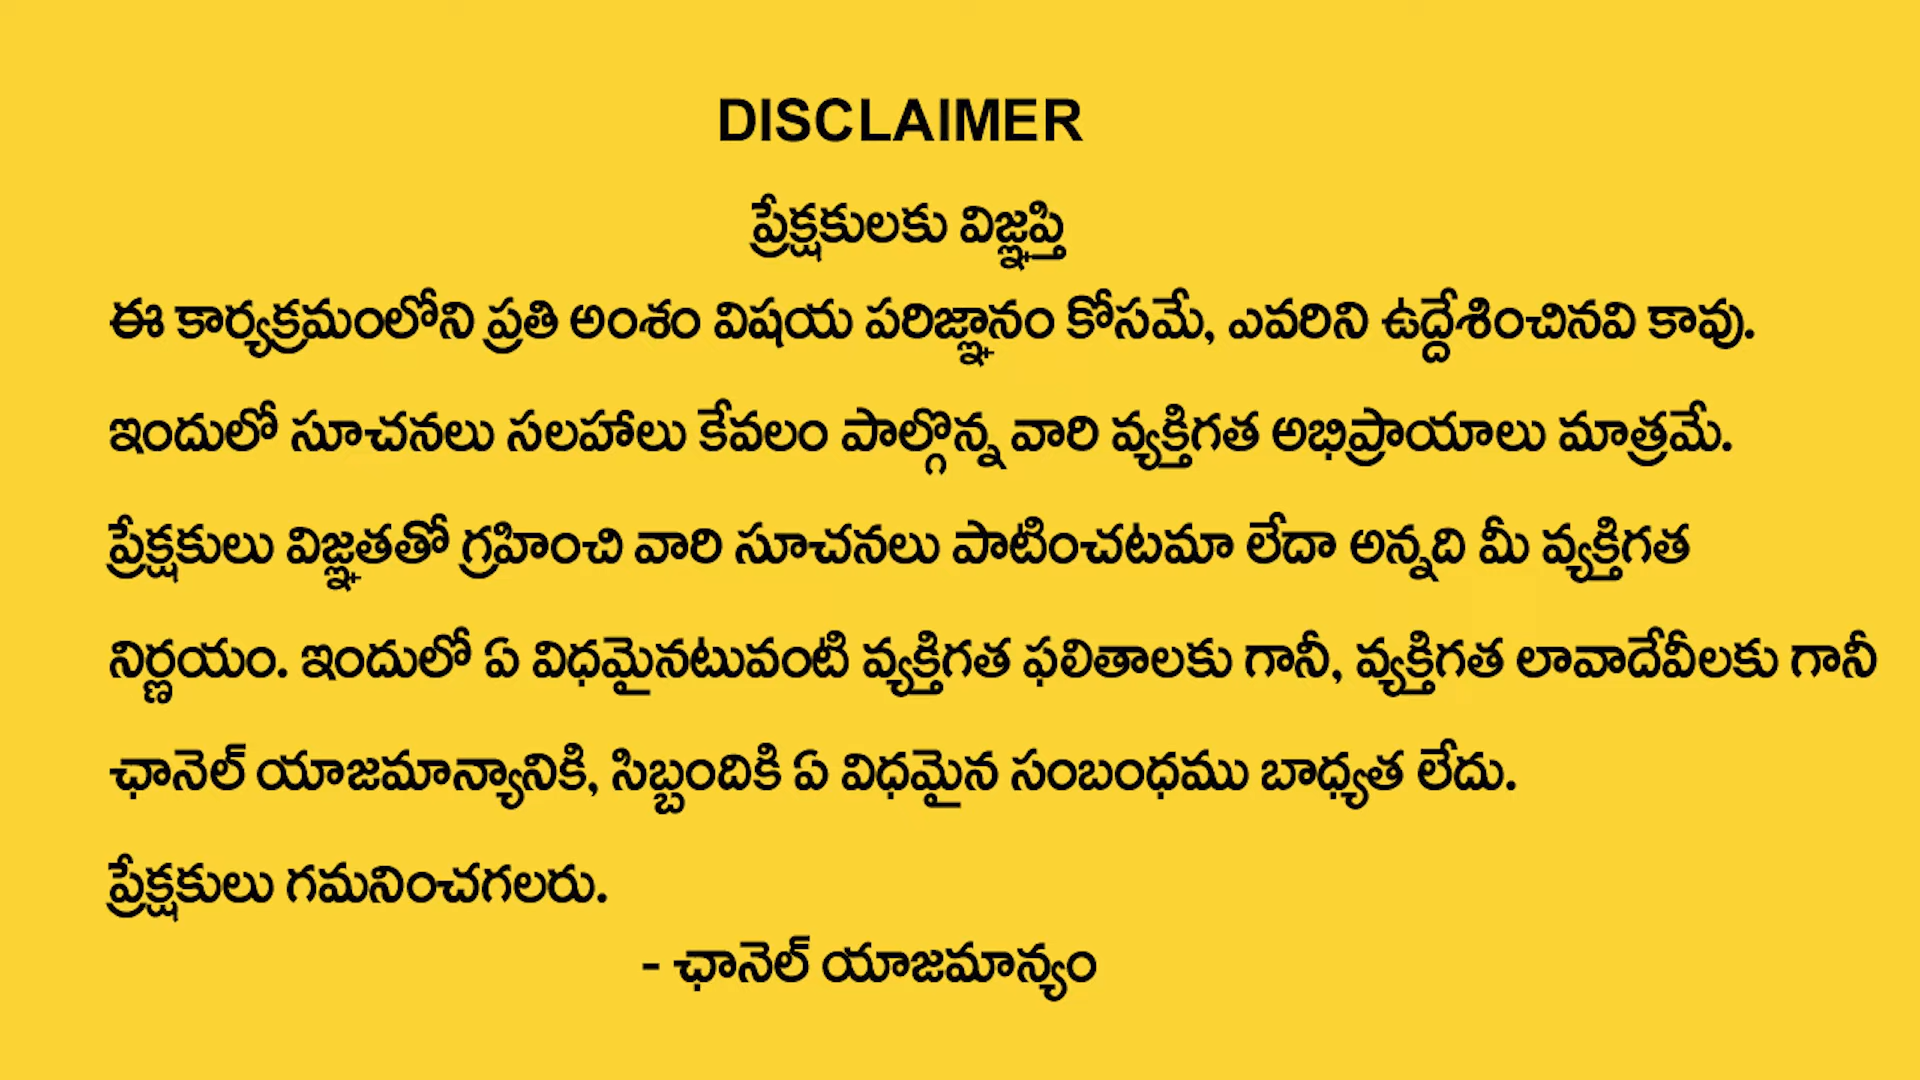 DISCLAIMER
ప్రేక్షకులకు విజ్ఞప్తి
ఈ కార్యక్రమంలోని ప్రతి అంశం విషయ పరిజ్ఞానం కోసమే, ఎవరిని ఉద్దేశించినవి కావు.
ఇందులో సూచనలు సలహాలు కేవలం పాల్గొన్న వారి వ్యక్తిగత అభిప్రాయాలు మాత్రమే.
ప్రేక్షకులు విజ్ఞతతో గ్రహించి వారి సూచనలు పాటించటమా లేదా అన్నది మీ వ్యక్తిగత
నిర్ణయం. ఇందులో ఏ విధమైనటువంటి వ్యక్తిగత ఫలితాలకు గానీ, వ్యక్తిగత లావాదేవీలకు గానీ
ఛానెల్ యాజమాన్యానికి, సిబ్బందికి ఏ విధమైన సంబంధము బాధ్యత లేదు.
ప్రేక్షకులు గమనించగలరు.
- ఛానెల్ యాజమాన్యం